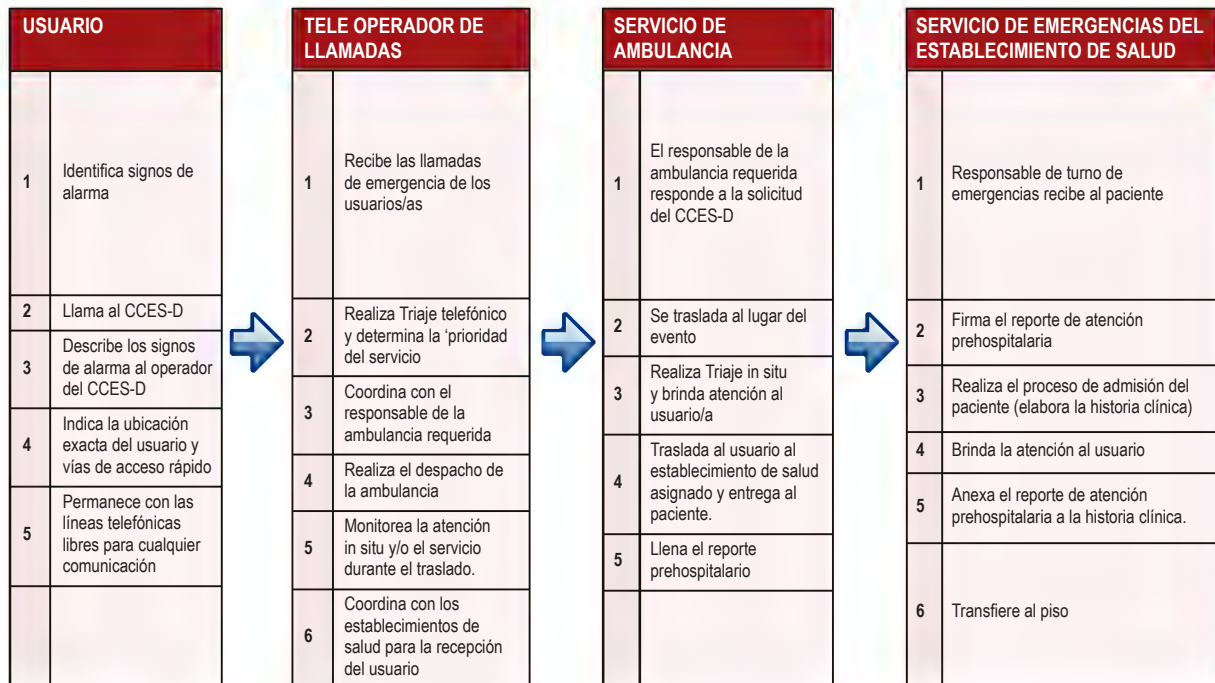 USUARIO
1
Identifica signos de
alarma
2
Llama al CCES-D
3
Describe los signos
de alarma al operador
del CCES-D
4
Indica la ubicación
exacta del usuario y
vías de acceso rápido
5
Permanece con las
líneas telefónicas
libres para cualquier
comunicación
TELE OPERADOR DE
LLAMADAS
1
Recibe las llamadas
de emergencia de los
usuarios/as
2
Realiza Triaje telefónico
y determina la ‘prioridad
del servicio
3
Coordina con el
responsable de la
ambulancia requerida
4
Realiza el despacho de
la ambulancia
5
Monitorea la atención
in situ y/o el servicio
durante el traslado.
6
Coordina con los
establecimientos de
salud para la recepción
del usuario
SERVICIO DE
AMBULANCIA
1
El responsable de la
ambulancia requerida
responde a la solicitud
del CCES-D
2
Se traslada al lugar del
evento
3
Realiza Triaje in situ
y brinda atención al
usuario/a
4
Traslada al usuario al
establecimiento de salud
asignado y entrega al
paciente.
5
Llena el reporte
prehospitalario
SERVICIO DE EMERGENCIAS DEL
ESTABLECIMIENTO DE SALUD
1
Responsable de turno de
emergencias recibe al paciente
2
Firma el reporte de atención
prehospitalaria
3
Realiza el proceso de admisión del
paciente (elabora la historia clínica)
4
Brinda la atención al usuario
5
Anexa el reporte de atención
prehospitalaria a la historia clínica.
6
Transfiere al piso